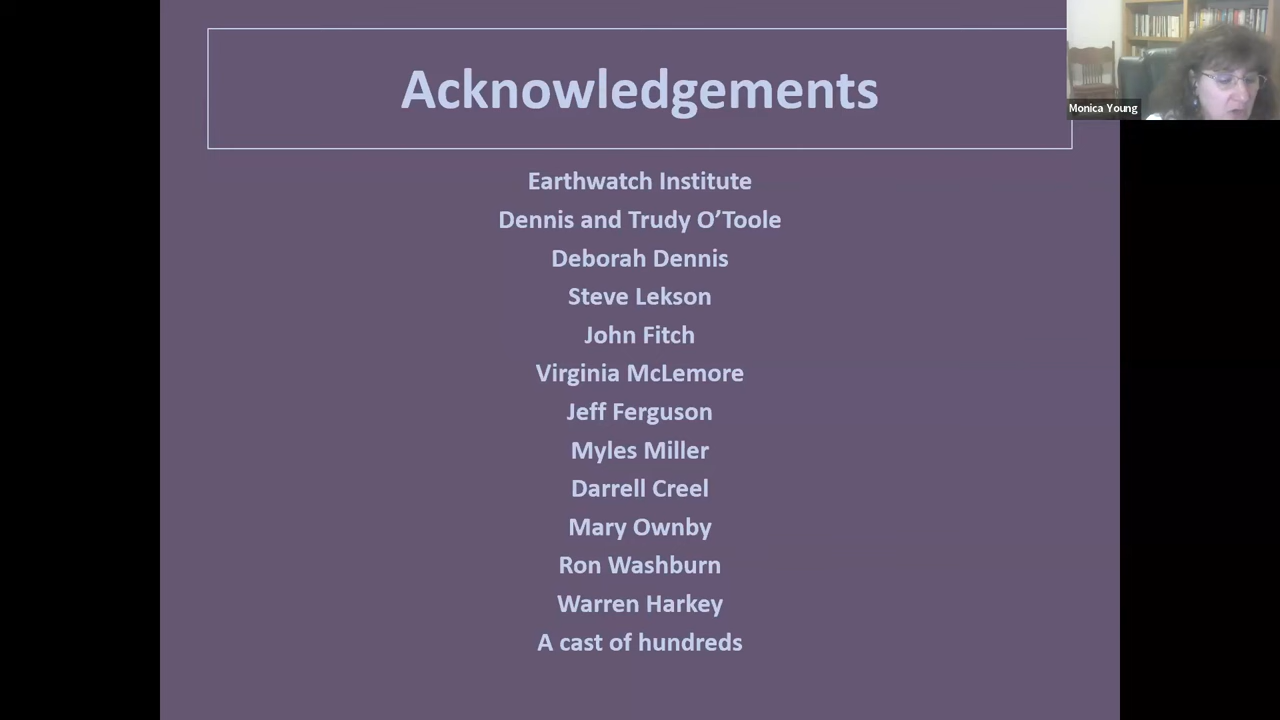 Acknowledgements
Monica Young
Earthwatch Institute
Dennis and Trudy O’Toole
Deborah Dennis
Steve Lekson
John Fitch
Virginia McLemore
Jeff Ferguson
Myles Miller
Darrell Creel
Mary Ownby
Ron Washburn
Warren Harkey
A cast of hundreds